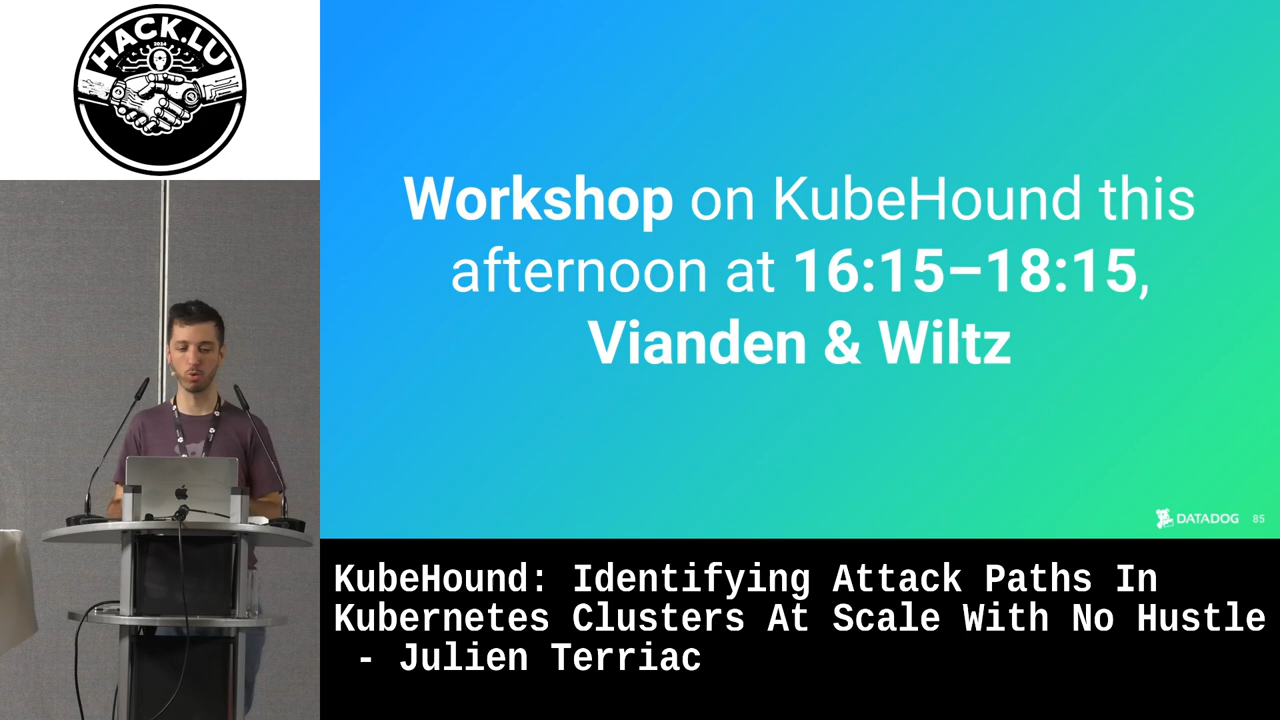 HACK.LU
2024
Workshop on KubeHound this
afternoon at 16:15–18:15,
Vianden & Wiltz
DATADOG 85
KubeHound: Identifying Attack Paths In
Kubernetes Clusters At Scale With No Hustle
- Julien Terriac